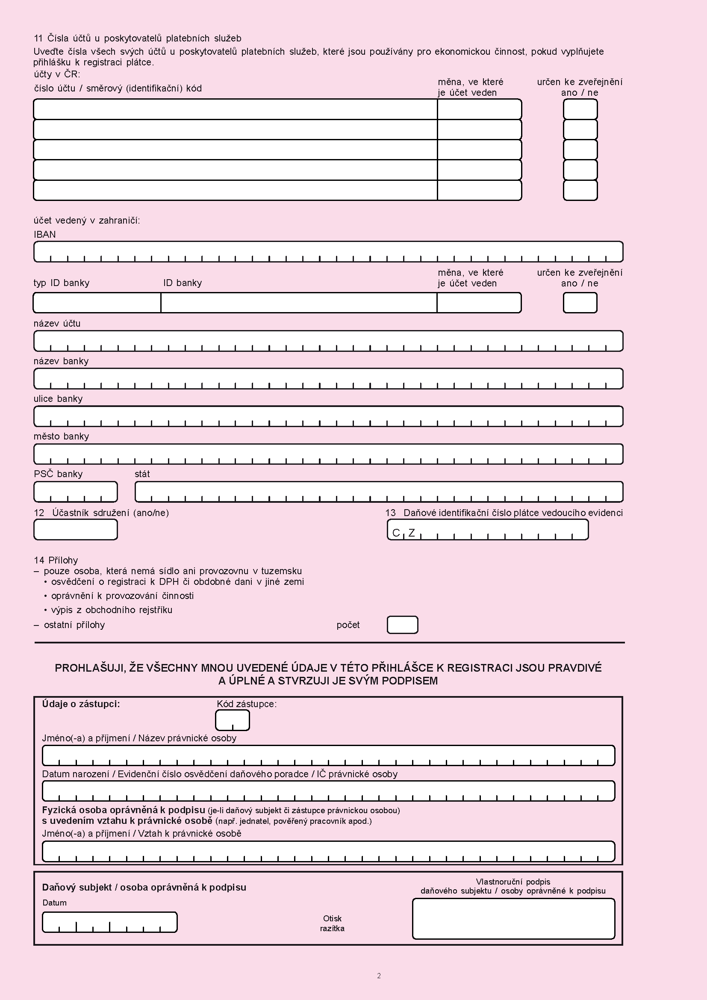 11 Čísla účtů u poskytovatelů platebních služeb
Uveďte čísla všech svých účtů u poskytovatelů platebních služeb, které jsou používány pro ekonomickou činnost, pokud vyplňujete
přihlášku k registraci plátce.
účty v ČR:
číslo účtu / směrový (identifikační) kód
měna, ve které
je účet veden
určen ke zveřejnění
ano / ne
účet vedený v zahraničí:
IBAN
typ ID banky
ID banky
měna, ve které
je účet veden
určen ke zveřejnění
ano / ne
název účtu
název banky
ulice banky
město banky
PSČ banky
stát
12 Účastník sdružení (ano/ne)
13 Daňové identifikační číslo plátce vedoucího evidenci
C Z
14 Přílohy
– pouze osoba, která nemá sídlo ani provozovnu v tuzemsku
• osvědčení o registraci k DPH či obdobné dani v jiné zemi
• oprávnění k provozování činnosti
• výpis z obchodního rejstříku
– ostatní přílohy
počet
PROHLAŠUJI, ŽE VŠECHNY MNOU UVEDENÉ ÚDAJE V TÉTO PŘIHLÁŠCE K REGISTRACI JSOU PRAVDIVÉ
A ÚPLNÉ A STVRZUJI JE SVÝM PODPISEM
Údaje o zástupci:
Kód zástupce:
Jméno(-a) a příjmení / Název právnické osoby
Datum narození / Evidenční číslo osvědčení daňového poradce / IČ právnické osoby
Fyzická osoba oprávněná k podpisu (je-li daňový subjekt či zástupce právnickou osobou)
s uvedením vztahu k právnické osobě (např. jednatel, pověřený pracovník apod.)
Jméno(-a) a příjmení / Vztah k právnické osobě
Daňový subjekt / osoba oprávněná k podpisu
Datum
Otisk
razítka
Vlastnoruční podpis
daňového subjektu / osoby oprávněné k podpisu
2